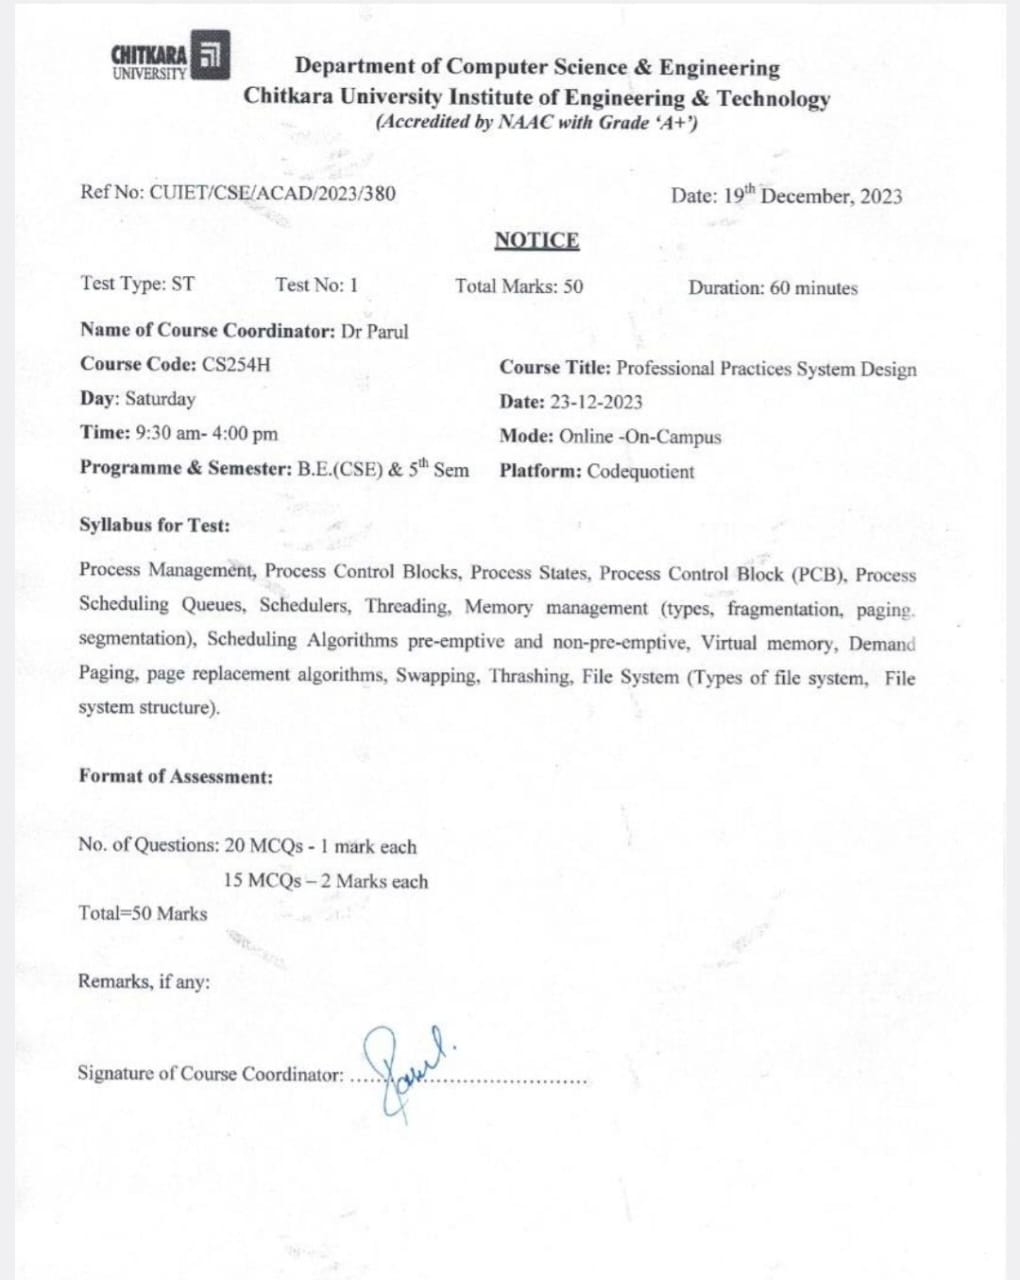 CHITKARA
UNIVERSITY
Department of Computer Science & Engineering
Chitkara University Institute of Engineering & Technology
(Accredited by NAAC with Grade ‘A+’)
Ref No: CUIET/CSE/ACAD/2023/380 Date: 19th December, 2023
NOTICE
Test Type: ST Test No: 1 Total Marks: 50 Duration: 60 minutes
Name of Course Coordinator: Dr Parul
Course Code: CS254H Course Title: Professional Practices System Design
Day: Saturday Date: 23-12-2023
Time: 9:30 am- 4:00 pm Mode: Online -On-Campus
Programme & Semester: B.E.(CSE) & 5th Sem Platform: Codequotient
Syllabus for Test:
Process Management, Process Control Blocks, Process States, Process Control Block (PCB), Process
Scheduling Queues, Schedulers, Threading, Memory management (types, fragmentation, paging.
segmentation), Scheduling Algorithms pre-emptive and non-pre-emptive, Virtual memory, Demand
Paging, page replacement algorithms, Swapping, Thrashing, File System (Types of file system, File
system structure).
Format of Assessment:
No. of Questions: 20 MCQs - 1 mark each
15 MCQs – 2 Marks each
Total=50 Marks
Remarks, if any:
Signature of Course Coordinator: ..... Parul. ..............................